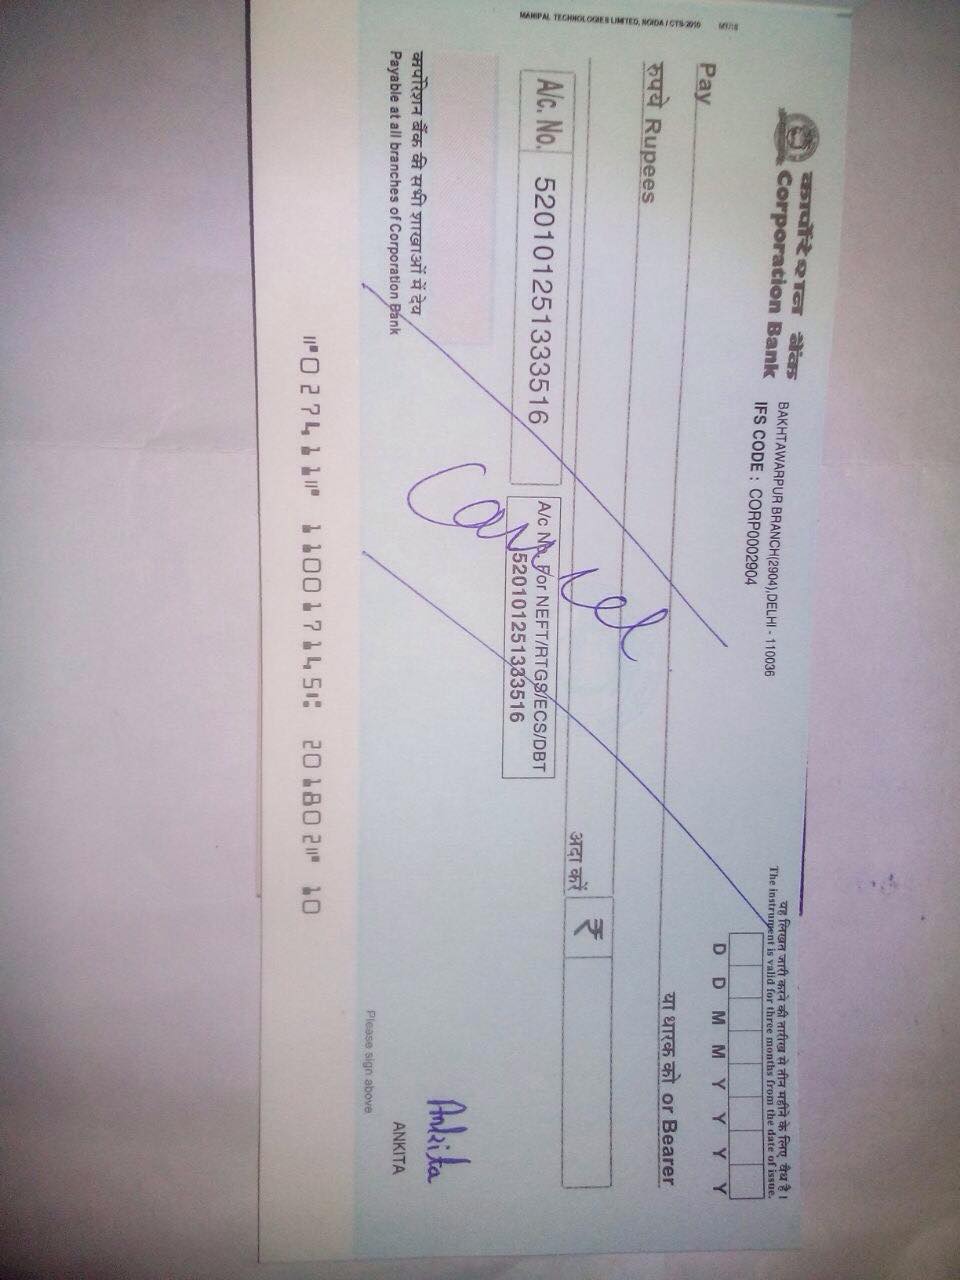 MANIPAL TECHNOLOGIES LIMITED, NOIDA / CTS-2010
कार्पोरेशन बैंक
Corporation Bank
BAKHTAWARPUR BRANCH(2904),DELHI - 110036
IFS CODE : CORP0002904
यह लिखत जारी करने की तारीख से तीन महीने के लिए वैध है।
The instrument is valid for three months from the date of issue.
D D M M Y Y Y Y
Pay
या धारक को or Bearer
रुपये Rupees
अदा करें ₹
A/c. No. 520101251333516
A/c No. For NEFT/RTGS/ECS/DBT
520101251333516
Cancel
कार्पोरेशन बैंक की सभी शाखाओं में देय
Payable at all branches of Corporation Bank
Ankita
ANKITA
Please sign above
⑈027411⑈ 110017145⑆ 201802⑈ 10